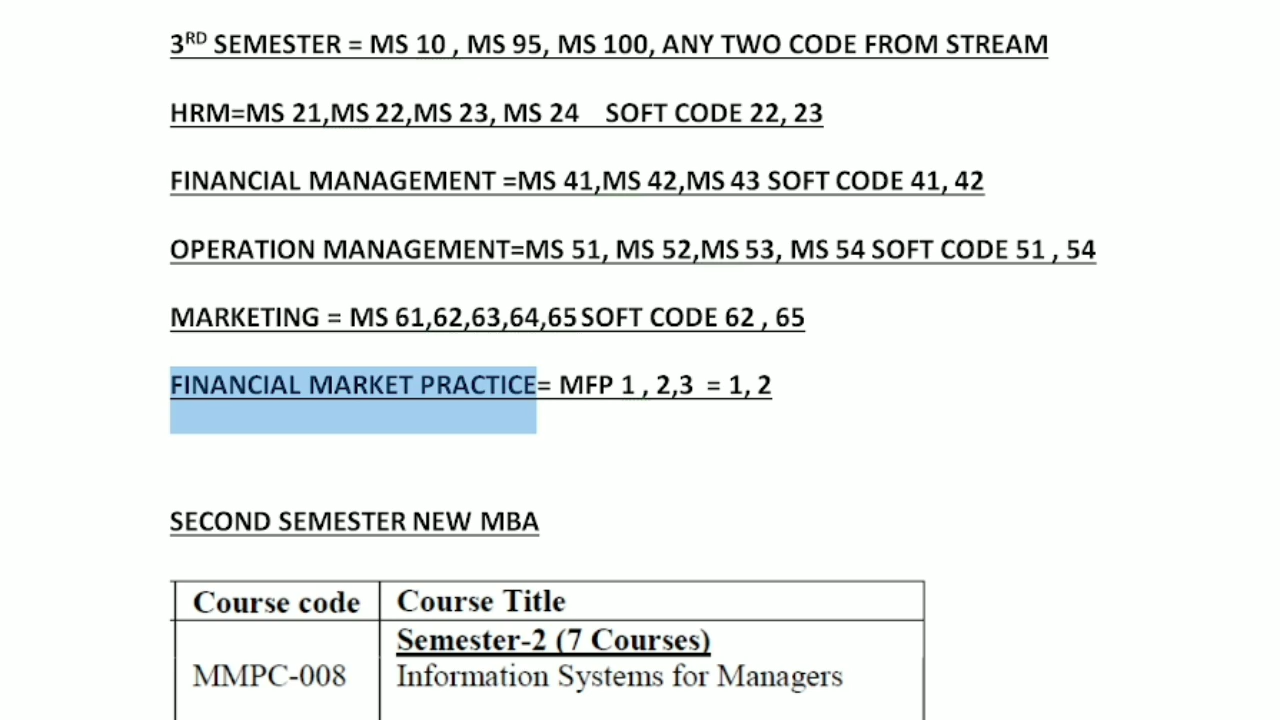 3RD SEMESTER = MS 10 , MS 95, MS 100, ANY TWO CODE FROM STREAM
HRM=MS 21,MS 22,MS 23, MS 24 SOFT CODE 22, 23
FINANCIAL MANAGEMENT =MS 41,MS 42,MS 43 SOFT CODE 41, 42
OPERATION MANAGEMENT=MS 51, MS 52,MS 53, MS 54 SOFT CODE 51 , 54
MARKETING = MS 61,62,63,64,65 SOFT CODE 62 , 65
FINANCIAL MARKET PRACTICE= MFP 1 , 2,3 = 1, 2
SECOND SEMESTER NEW MBA
Course code Course Title
Semester-2 (7 Courses)
MMPC-008 Information Systems for Managers